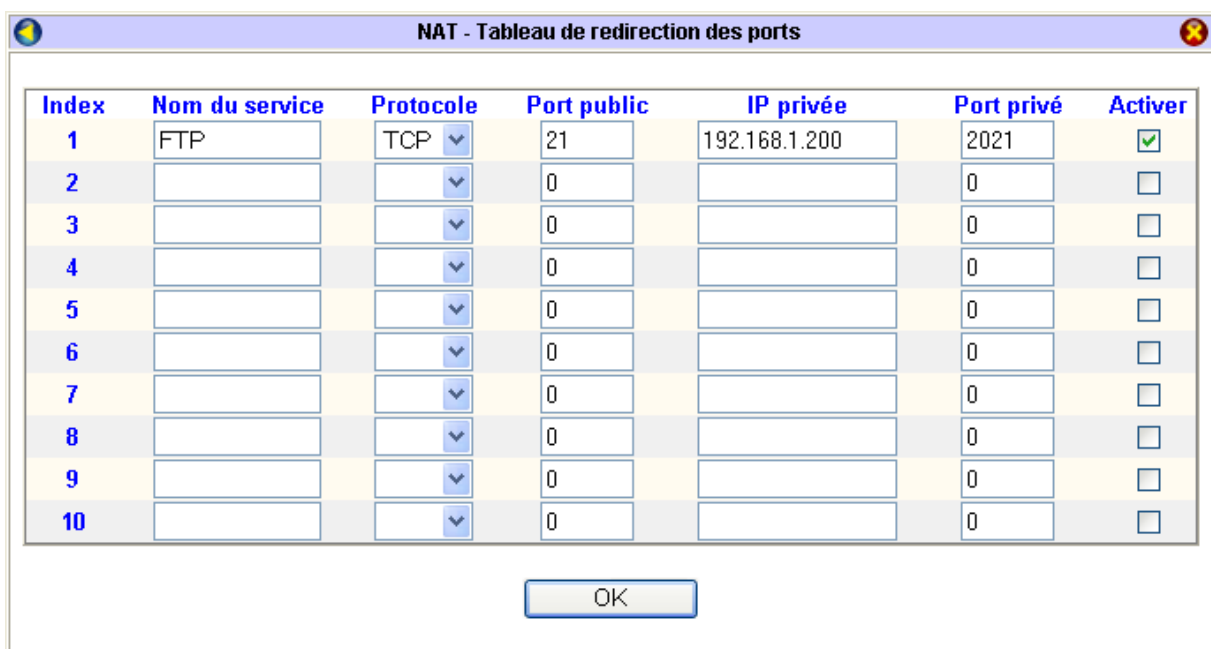 NAT - Tableau de redirection des ports
Index Nom du service Protocole Port public IP privée Port privé Activer
1 FTP TCP 21 192.168.1.200 2021
2 0 0
3 0 0
4 0 0
5 0 0
6 0 0
7 0 0
8 0 0
9 0 0
10 0 0
OK